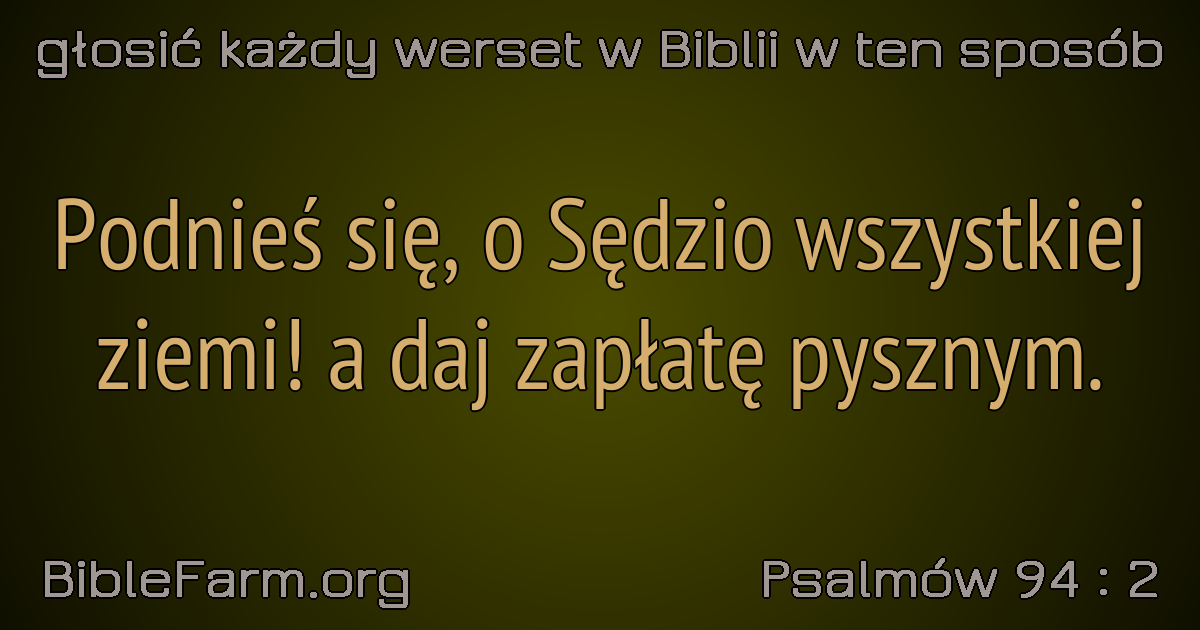 głosić każdy werset w Biblii w ten sposób
Podnieś się, o Sędzio wszystkiej
ziemi! a daj zapłatę pysznym.
BibleFarm.org
Psalmów 94 : 2